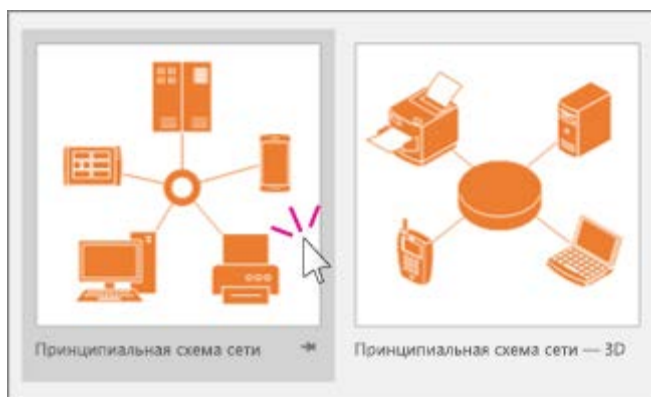 Принципиальная схема сети
Принципиальная схема сети — 3D